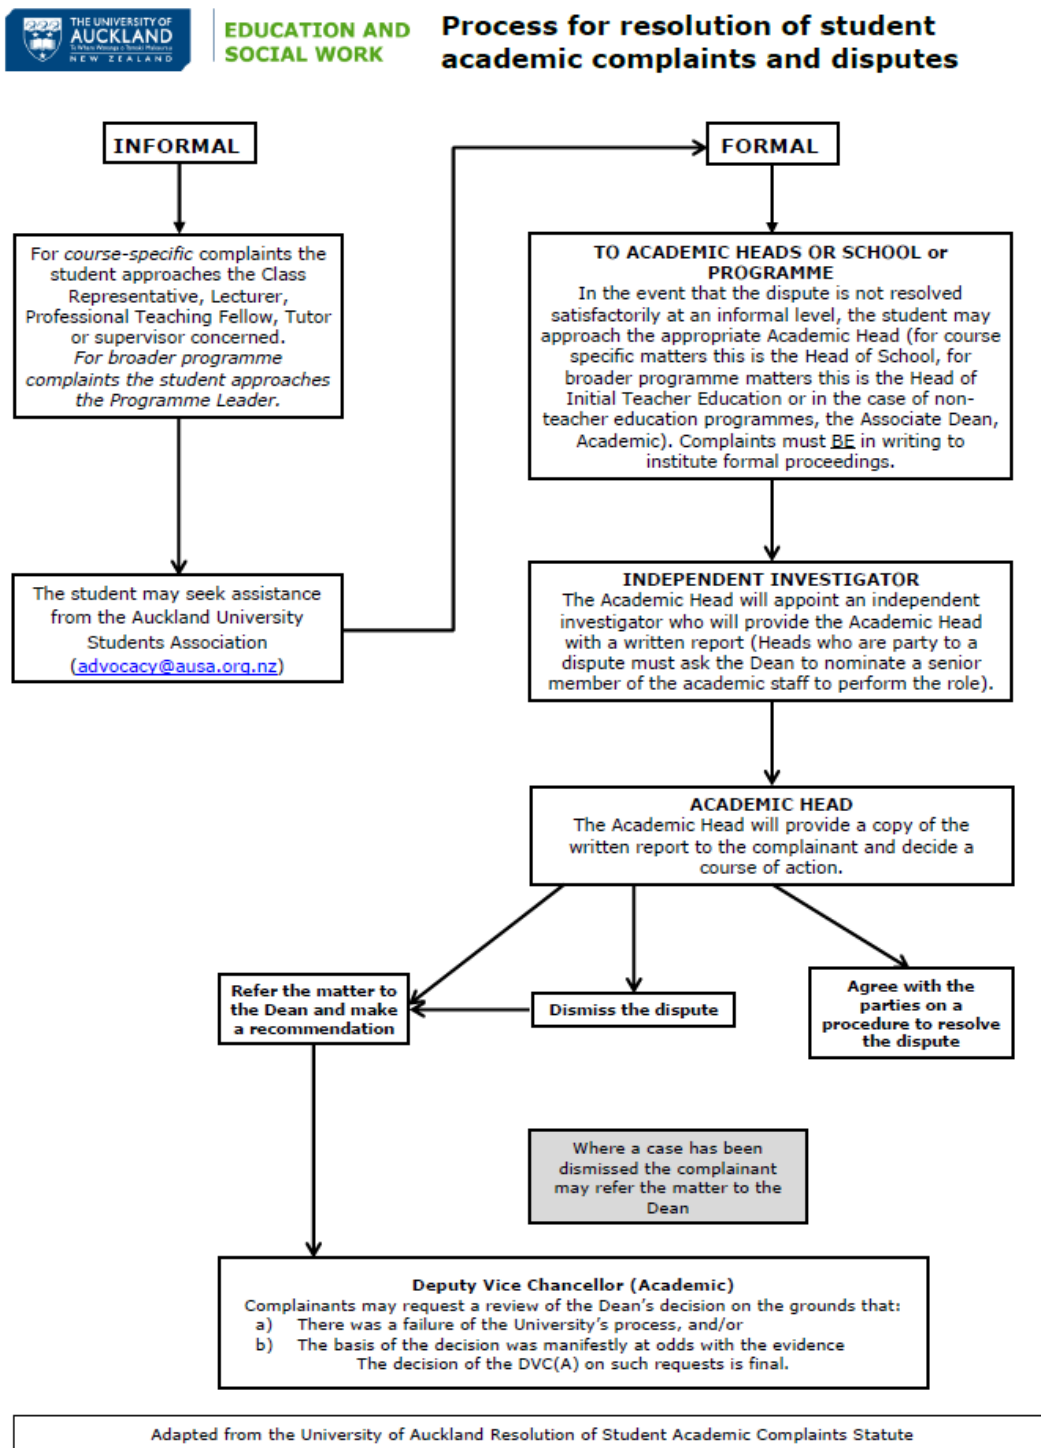 THE UNIVERSITY OF
AUCKLAND
Te Whare Wānanga o Tāmaki Makaurau
NEW ZEALAND
EDUCATION AND
SOCIAL WORK
Process for resolution of student
academic complaints and disputes
INFORMAL
For course-specific complaints the
student approaches the Class
Representative, Lecturer,
Professional Teaching Fellow, Tutor
or supervisor concerned.
For broader programme
complaints the student approaches
the Programme Leader.
The student may seek assistance
from the Auckland University
Students Association
(advocacy@ausa.org.nz)
FORMAL
TO ACADEMIC HEADS OR SCHOOL or
PROGRAMME
In the event that the dispute is not resolved
satisfactorily at an informal level, the student may
approach the appropriate Academic Head (for course
specific matters this is the Head of School, for
broader programme matters this is the Head of
Initial Teacher Education or in the case of non-
teacher education programmes, the Associate Dean,
Academic). Complaints must BE in writing to
institute formal proceedings.
INDEPENDENT INVESTIGATOR
The Academic Head will appoint an independent
investigator who will provide the Academic Head
with a written report (Heads who are party to a
dispute must ask the Dean to nominate a senior
member of the academic staff to perform the role).
ACADEMIC HEAD
The Academic Head will provide a copy of the
written report to the complainant and decide a
course of action.
Refer the matter to
the Dean and make
a recommendation
Dismiss the dispute
Agree with the
parties on a
procedure to resolve
the dispute
Where a case has been
dismissed the complainant
may refer the matter to the
Dean
Deputy Vice Chancellor (Academic)
Complainants may request a review of the Dean's decision on the grounds that:
a) There was a failure of the University's process, and/or
b) The basis of the decision was manifestly at odds with the evidence
The decision of the DVC(A) on such requests is final.
Adapted from the University of Auckland Resolution of Student Academic Complaints Statute